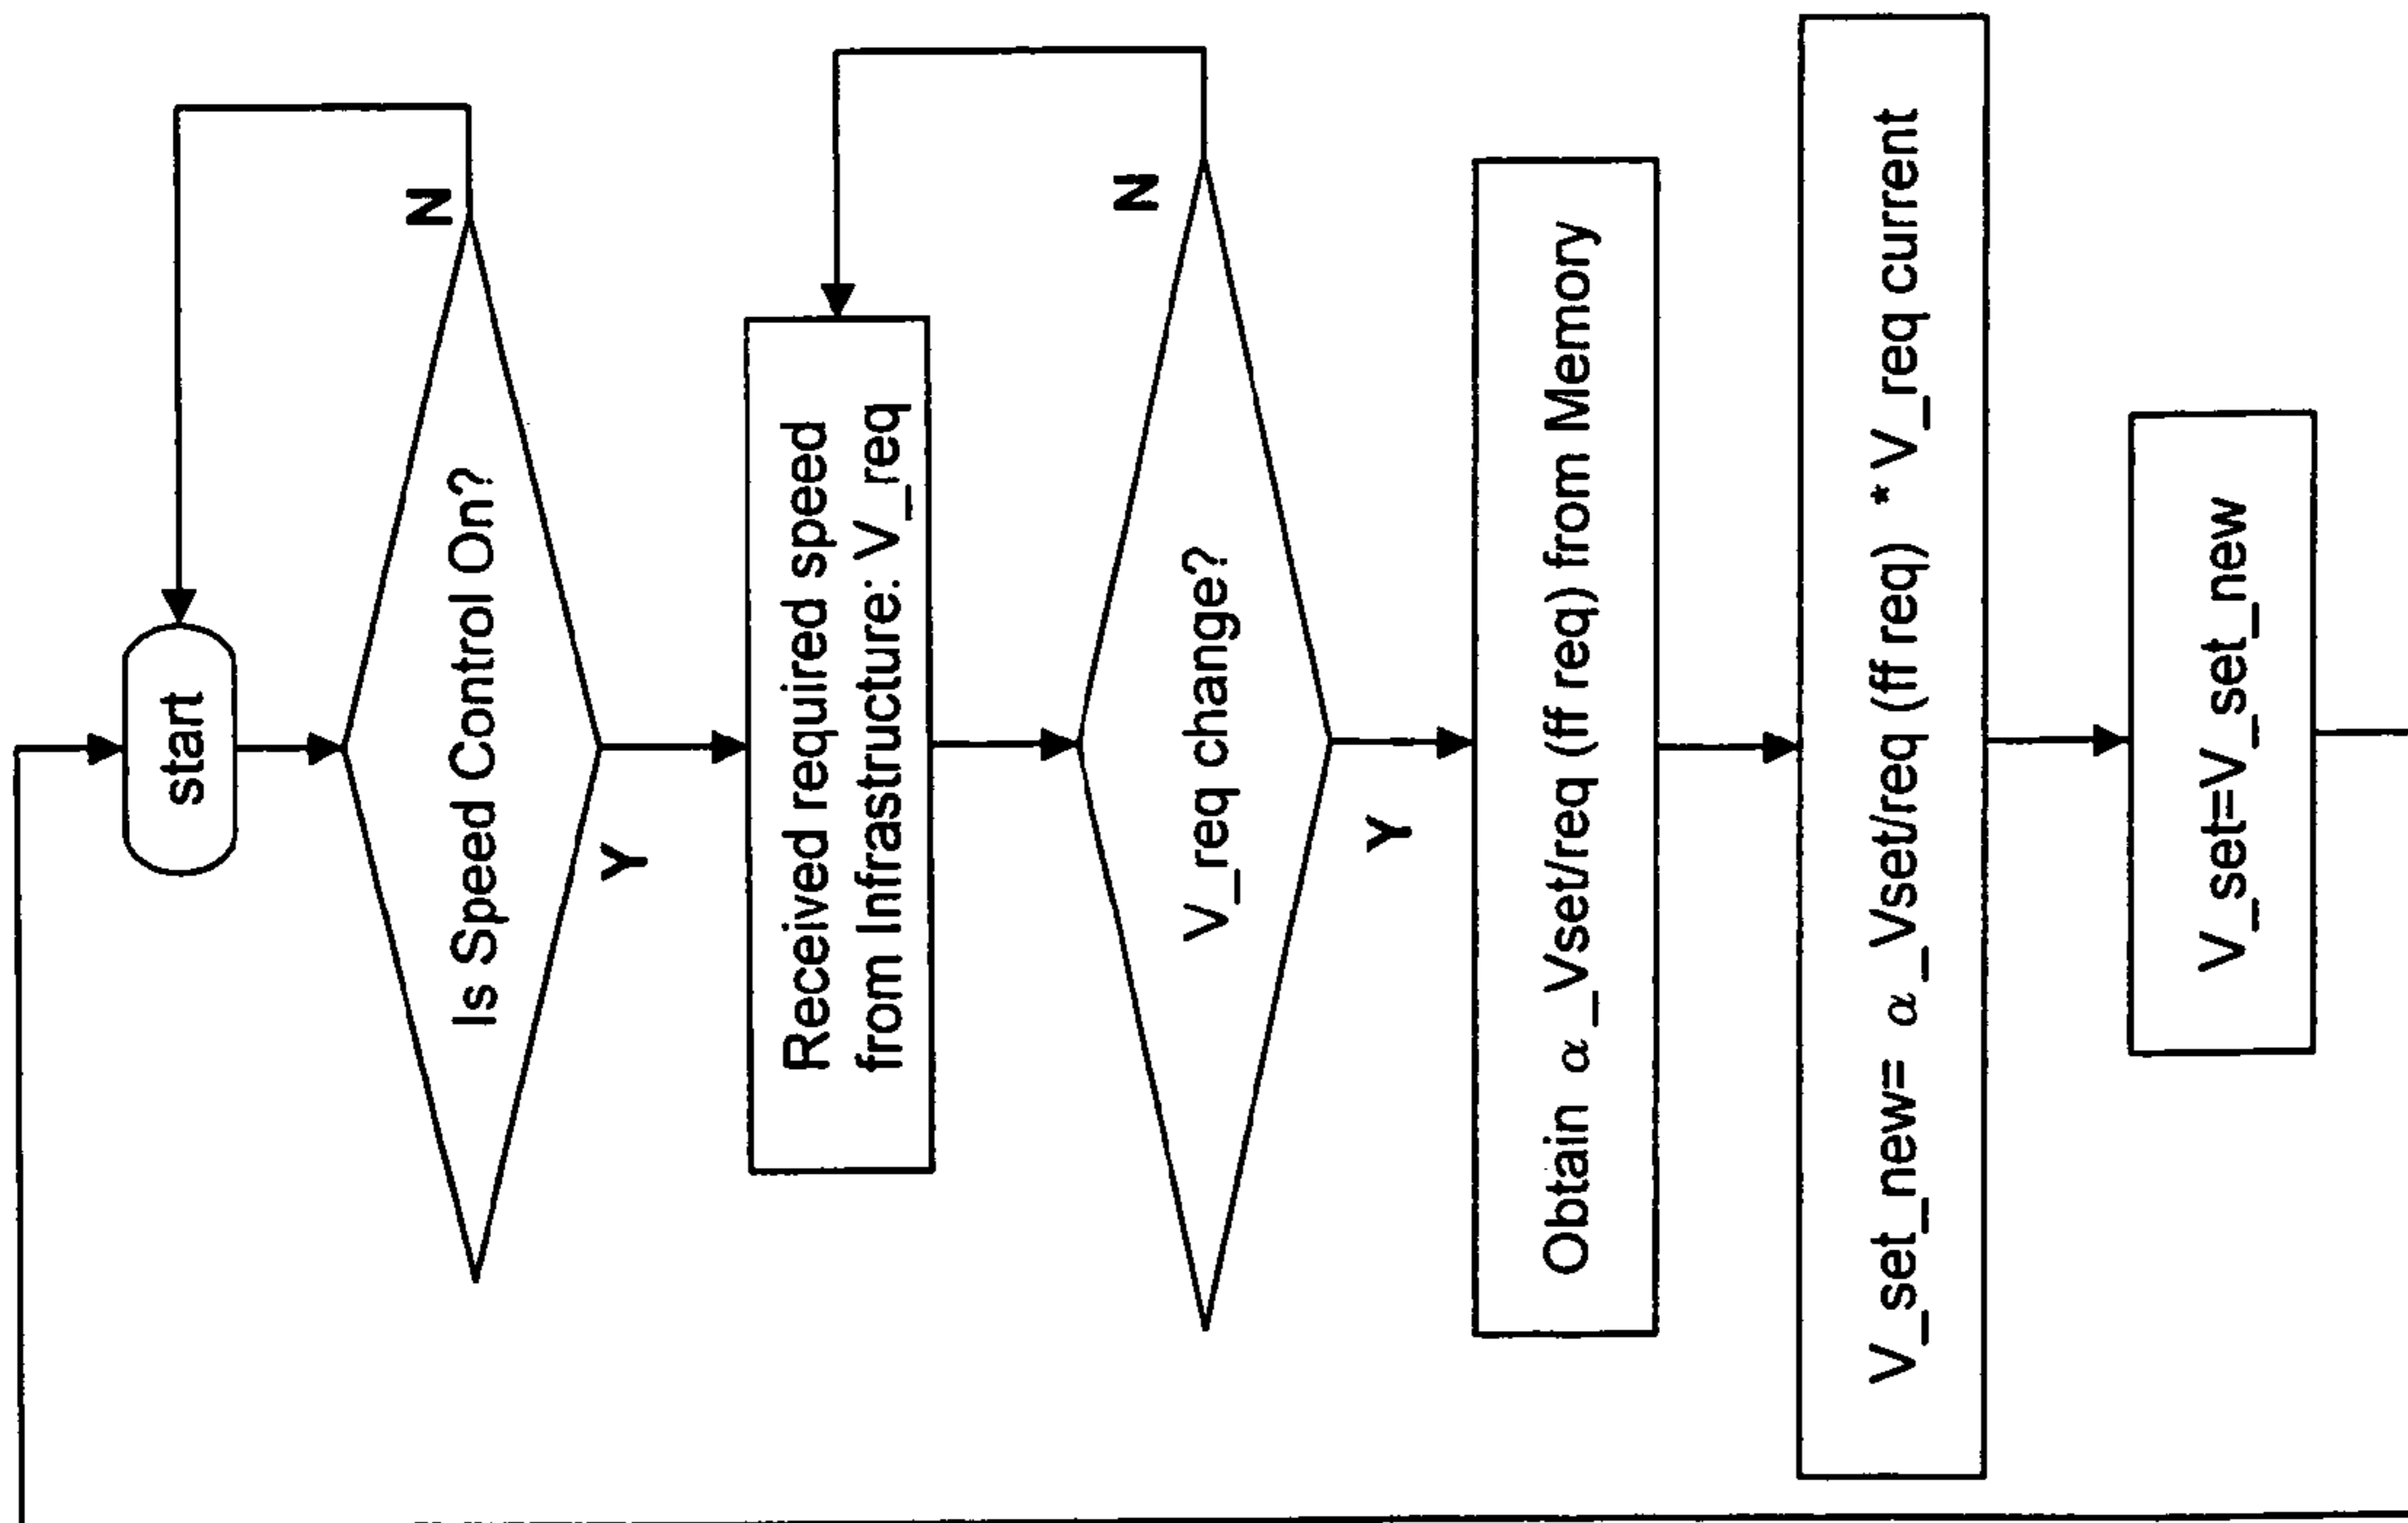 start
Is Speed Control On?
N
Y
Received required speed
from Infrastructure: V_req
V_req change?
N
Y
Obtain α_Vset/req (ff req) from Memory
V_set_new= α_Vset/req (ff req) * V_req current
V_set=V_set_new